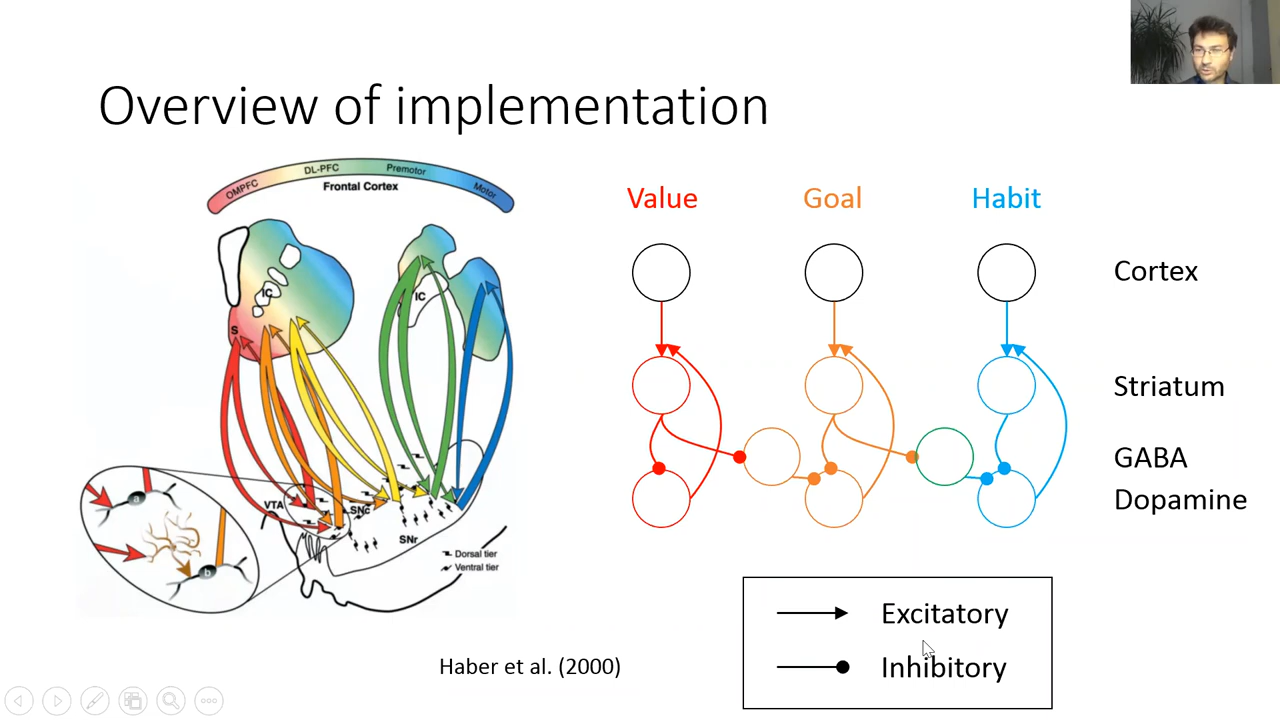 Overview of implementation
OMPFC
DL-PFC
Premotor
Motor
Frontal Cortex
IC
S
IC
VTA
SNc
SNr
Dorsal tier
Ventral tier
a
b
Haber et al. (2000)
Value
Goal
Habit
Cortex
Striatum
GABA
Dopamine
Excitatory
Inhibitory